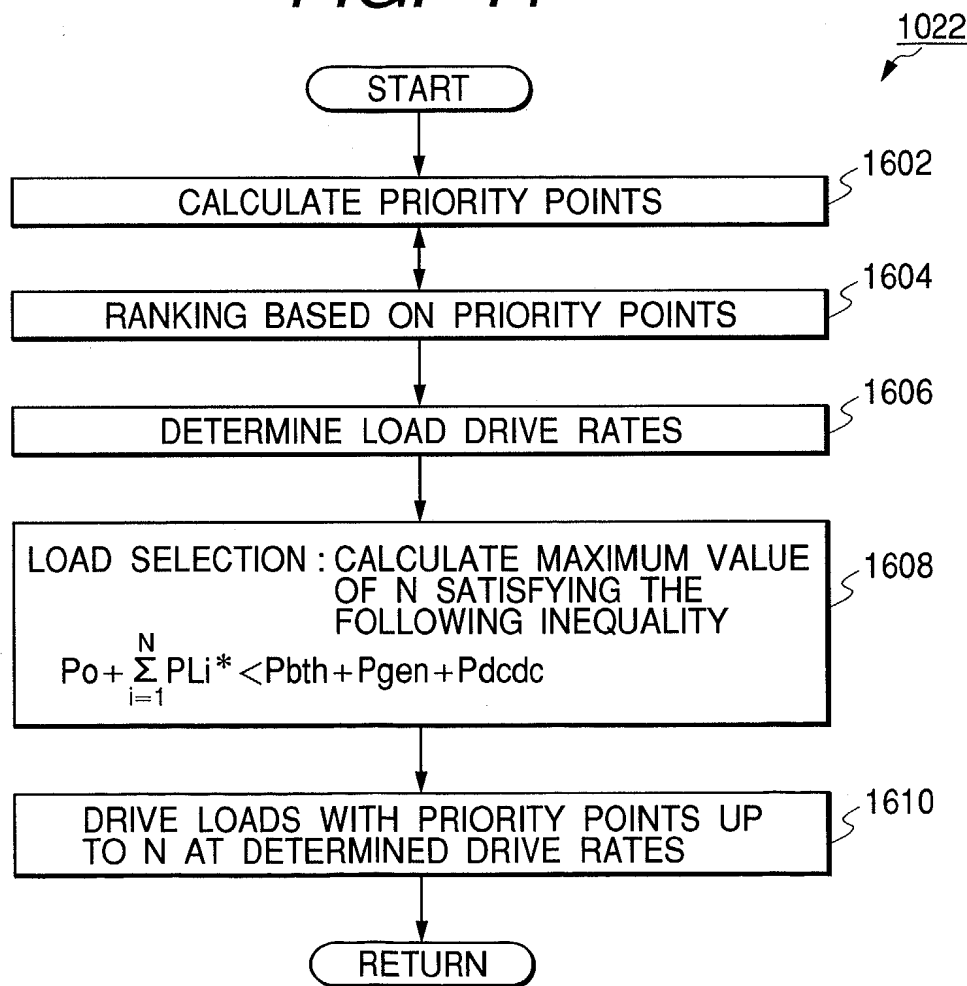 1022
START
1602
CALCULATE PRIORITY POINTS
1604
RANKING BASED ON PRIORITY POINTS
1606
DETERMINE LOAD DRIVE RATES
1608
LOAD SELECTION : CALCULATE MAXIMUM VALUE
OF N SATISFYING THE
FOLLOWING INEQUALITY
N
Po + Σ PLi* < Pbth + Pgen + Pdcdc
i=1
1610
DRIVE LOADS WITH PRIORITY POINTS UP
TO N AT DETERMINED DRIVE RATES
RETURN